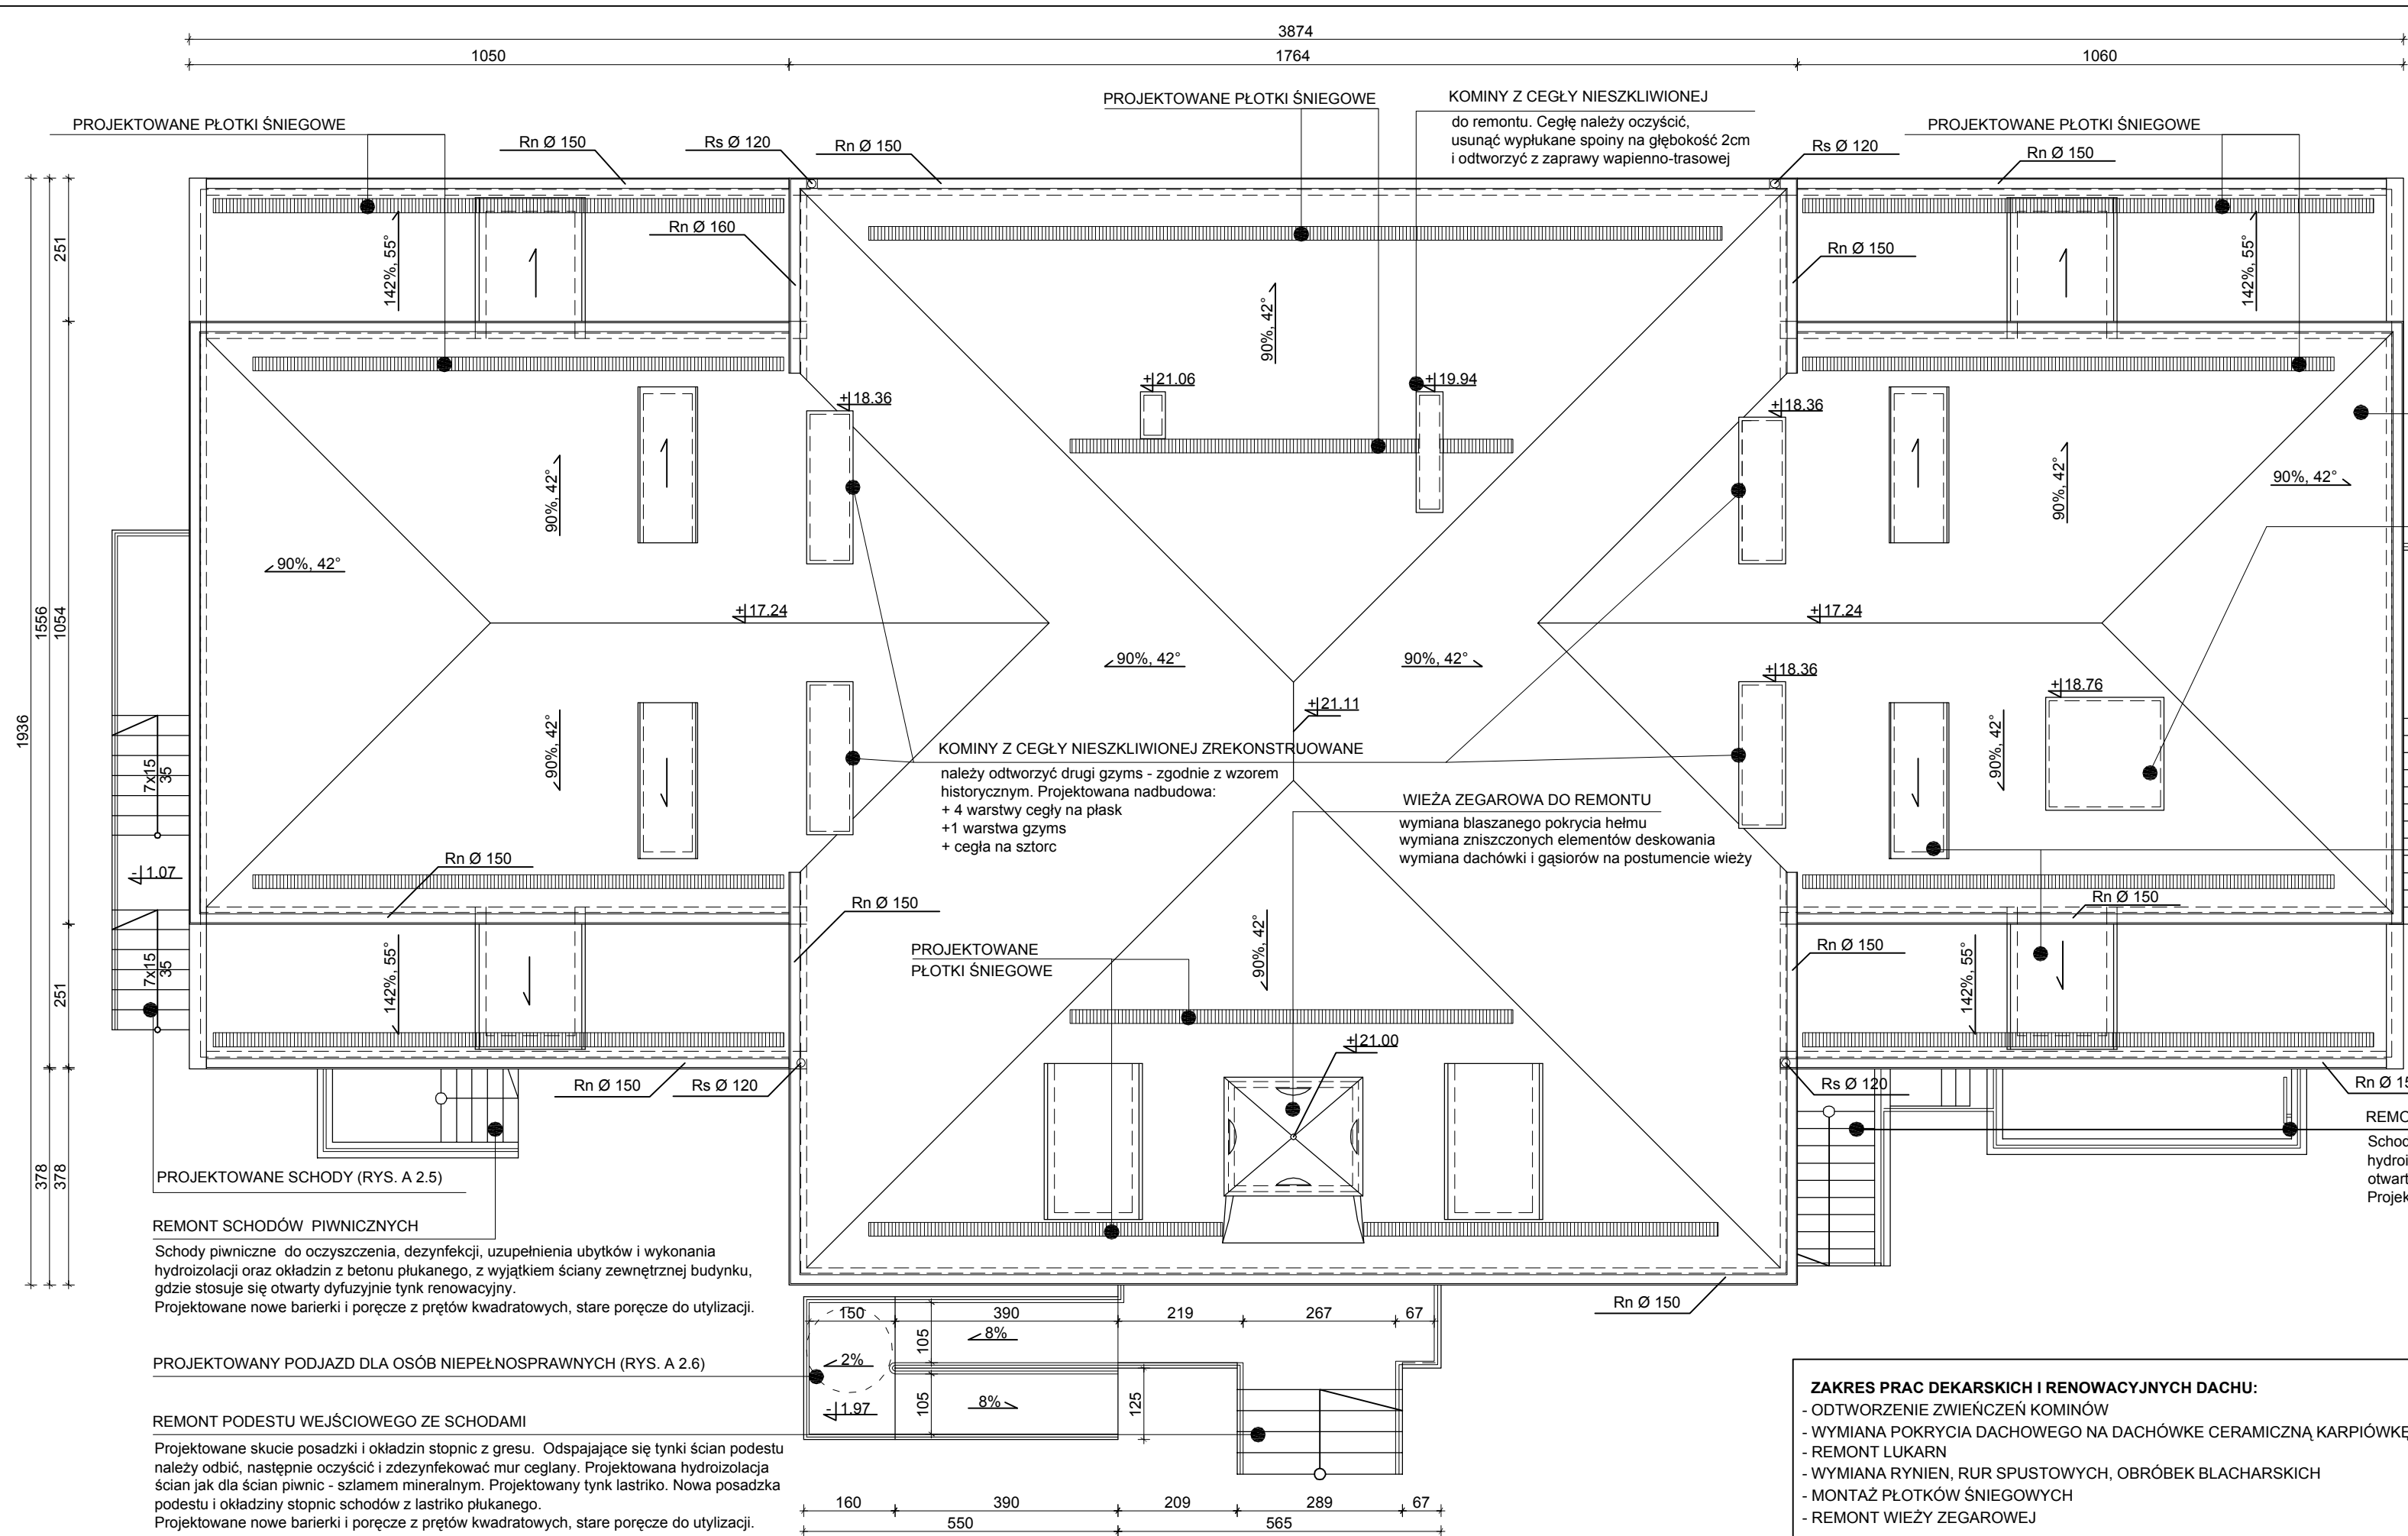 3874
1050
1764
1060
PROJEKTOWANE PŁOTKI ŚNIEGOWE
PROJEKTOWANE PŁOTKI ŚNIEGOWE
KOMINY Z CEGŁY NIESZKLIWIONEJ
do remontu. Cegłę należy oczyścić,
usunąć wypłukane spoiny na głębokość 2cm
i odtworzyć z zaprawy wapienno-trasowej
PROJEKTOWANE PŁOTKI ŚNIEGOWE
Rn Ø 150
Rs Ø 120
Rn Ø 150
Rs Ø 120
Rn Ø 150
Rn Ø 160
Rn Ø 150
251
142%, 55°
90%, 42°
142%, 55°
+21.06
+19.94
+18.36
+18.36
90%, 42°
90%, 42°
90%, 42°
90%, 42°
1936
1556
1054
+17.24
+17.24
90%, 42°
90%, 42°
+18.36
+18.76
+21.11
90%, 42°
90%, 42°
KOMINY Z CEGŁY NIESZKLIWIONEJ ZREKONSTRUOWANE
należy odtworzyć drugi gzyms - zgodnie z wzorem
historycznym. Projektowana nadbudowa:
+ 4 warstwy cegły na płask
+1 warstwa gzyms
+ cegła na sztorc
WIEŻA ZEGAROWA DO REMONTU
wymiana blaszanego pokrycia hełmu
wymiana zniszczonych elementów deskowania
wymiana dachówki i gąsiorów na postumencie wieży
7x15
35
-1.07
Rn Ø 150
Rn Ø 150
Rn Ø 150
Rn Ø 150
7x15
35
251
142%, 55°
PROJEKTOWANE
PŁOTKI ŚNIEGOWE
90%, 42°
142%, 55°
+21.00
Rn Ø 150
Rs Ø 120
Rs Ø 120
Rn Ø 15
378
378
PROJEKTOWANE SCHODY (RYS. A 2.5)
REMO
Schod
hydroi
otwart
Projek
REMONT SCHODÓW PIWNICZNYCH
Schody piwniczne do oczyszczenia, dezynfekcji, uzupełnienia ubytków i wykonania
hydroizolacji oraz okładzin z betonu płukanego, z wyjątkiem ściany zewnętrznej budynku,
gdzie stosuje się otwarty dyfuzyjnie tynk renowacyjny.
Projektowane nowe barierki i poręcze z prętów kwadratowych, stare poręcze do utylizacji.
Rn Ø 150
150
390
219
267
67
105
8%
2%
105
8%
125
-1.97
PROJEKTOWANY PODJAZD DLA OSÓB NIEPEŁNOSPRAWNYCH (RYS. A 2.6)
REMONT PODESTU WEJŚCIOWEGO ZE SCHODAMI
Projektowane skucie posadzki i okładzin stopnic z gresu. Odspajające się tynki ścian podestu
należy odbić, następnie oczyścić i zdezynfekować mur ceglany. Projektowana hydroizolacja
ścian jak dla ścian piwnic - szlamem mineralnym. Projektowany tynk lastriko. Nowa posadzka
podestu i okładziny stopnic schodów z lastriko płukanego.
Projektowane nowe barierki i poręcze z prętów kwadratowych, stare poręcze do utylizacji.
160
390
209
289
67
550
565
ZAKRES PRAC DEKARSKICH I RENOWACYJNYCH DACHU:
- ODTWORZENIE ZWIEŃCZEŃ KOMINÓW
- WYMIANA POKRYCIA DACHOWEGO NA DACHÓWKE CERAMICZNĄ KARPIÓWKĘ
- REMONT LUKARN
- WYMIANA RYNIEN, RUR SPUSTOWYCH, OBRÓBEK BLACHARSKICH
- MONTAŻ PŁOTKÓW ŚNIEGOWYCH
- REMONT WIEŻY ZEGAROWEJ